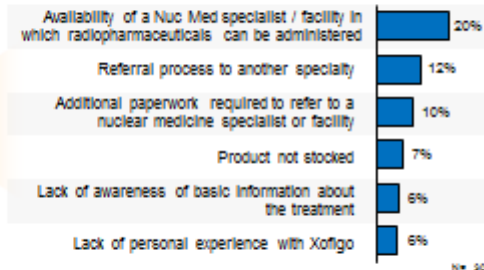 Availability of a Nuc Med specialist / facility in
which radiopharmaceuticals can be administered
20%
Referral process to another specialty
12%
Additional paperwork required to refer to a
nuclear medicine specialist or facility
10%
Product not stocked
7%
Lack of awareness of basic information about
the treatment
6%
Lack of personal experience with Xofigo
6%